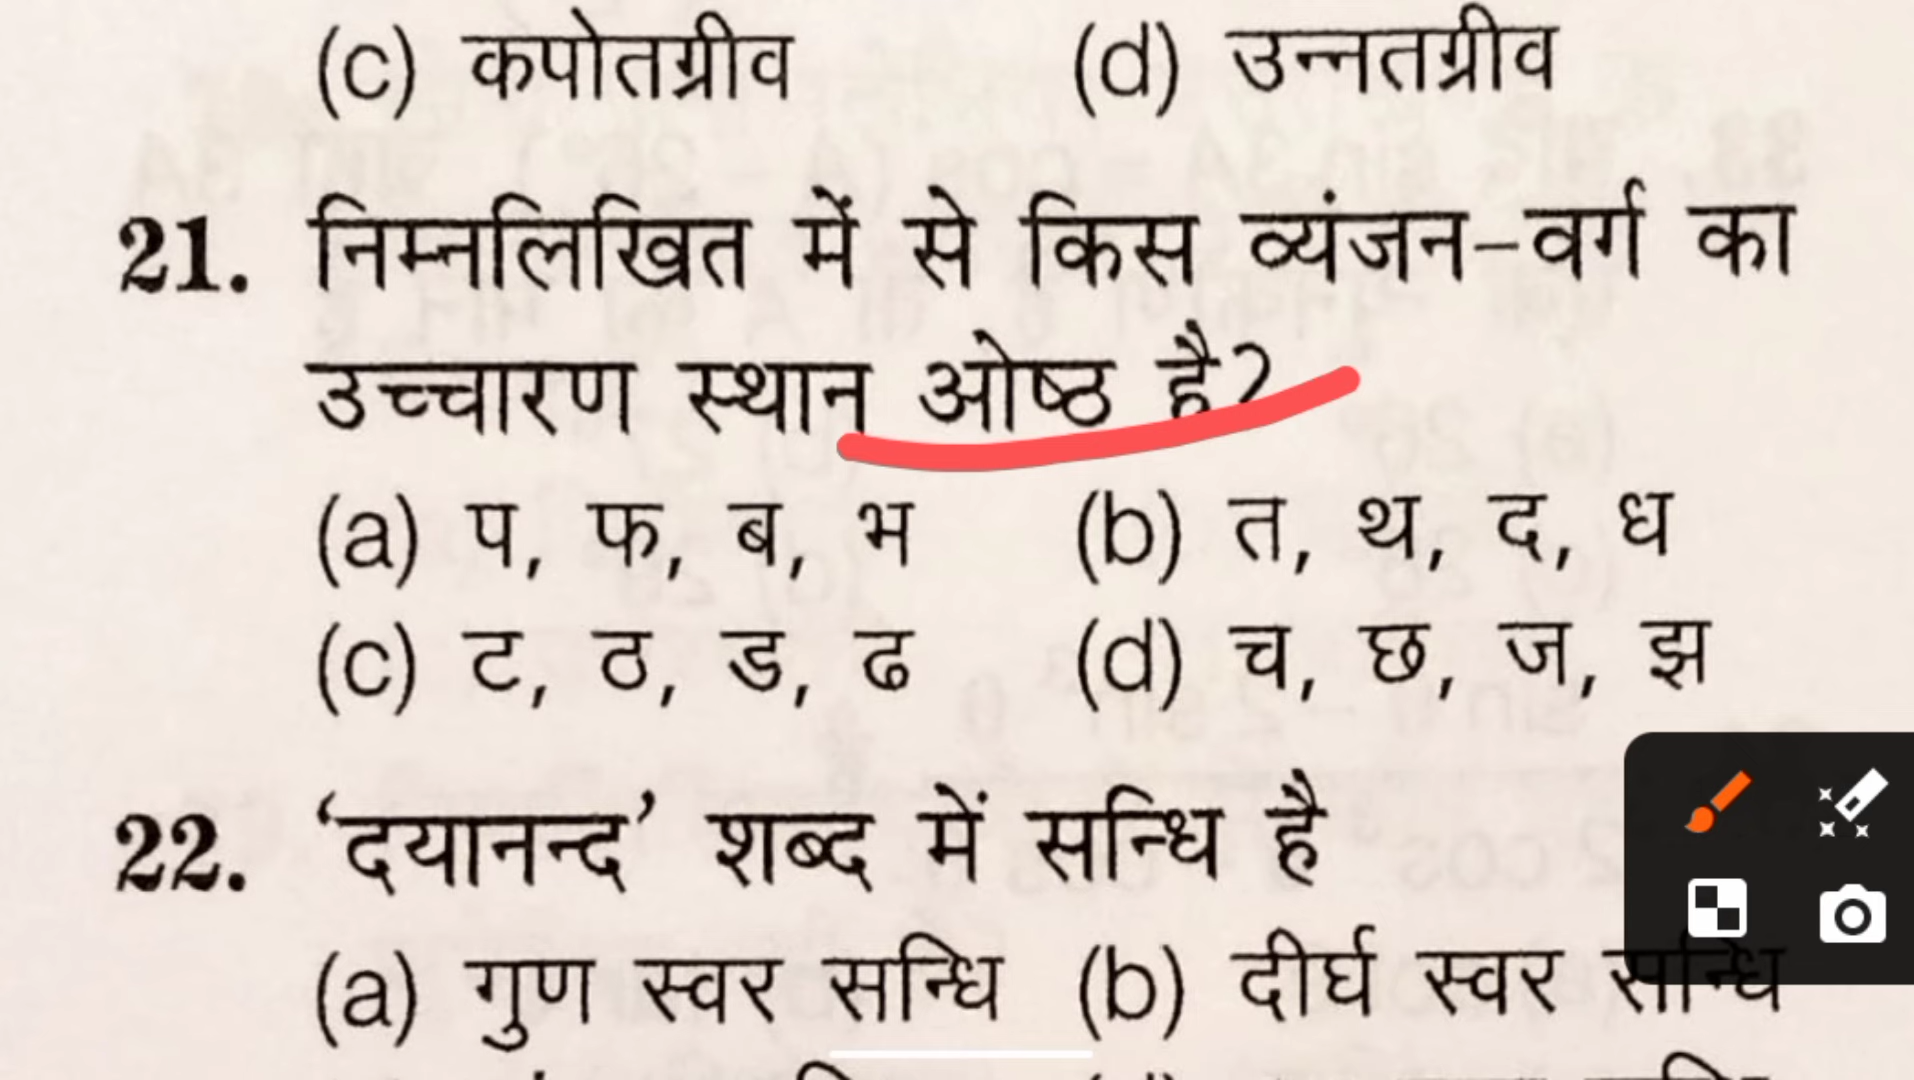 (c) कपोतग्रीव (d) उन्नतग्रीव
21. निम्नलिखित में से किस व्यंजन-वर्ग का
उच्चारण स्थान ओष्ठ है?
(a) प, फ, ब, भ (b) त, थ, द, ध
(c) ट, ठ, ड, ढ (d) च, छ, ज, झ
22. ‘दयानन्द’ शब्द में सन्धि है
(a) गुण स्वर सन्धि (b) दीर्घ स्वर सन्धि